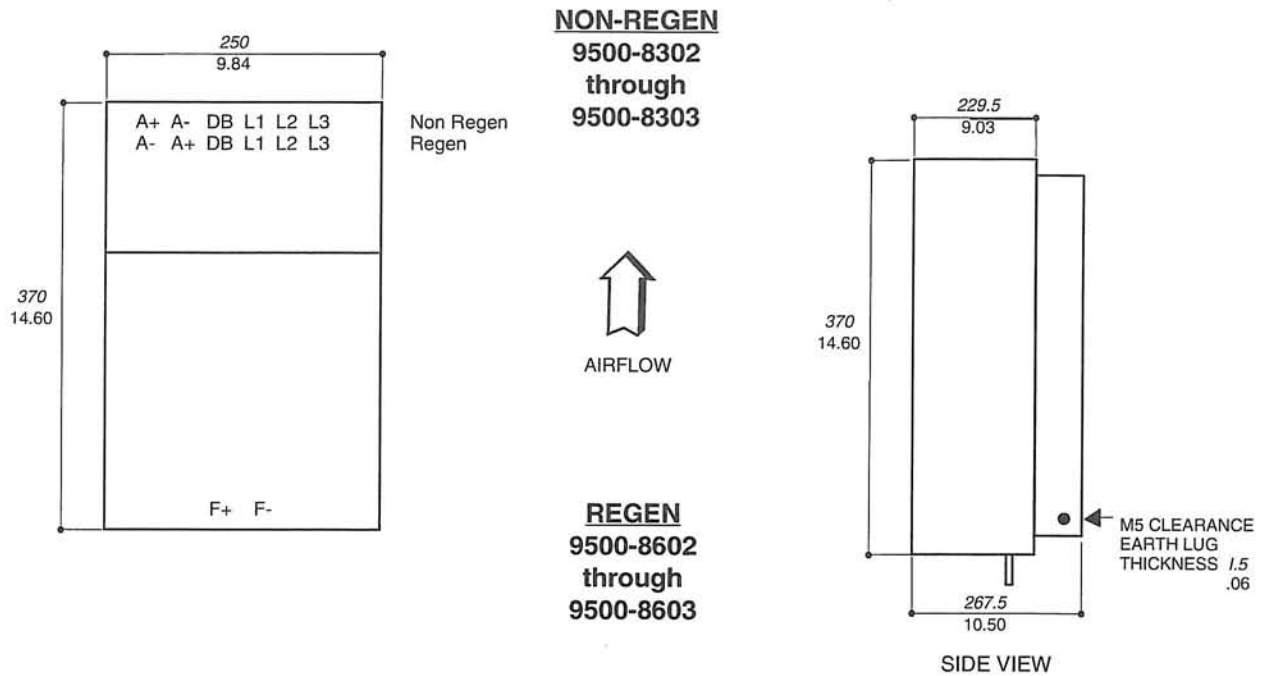 NON-REGEN
9500-8302
through
9500-8303
250
9.84
A+ A- DB L1 L2 L3 Non Regen
A- A+ DB L1 L2 L3 Regen
370
14.60
F+ F-
AIRFLOW
REGEN
9500-8602
through
9500-8603
229.5
9.03
370
14.60
M5 CLEARANCE
EARTH LUG
THICKNESS 1.5
.06
267.5
10.50
SIDE VIEW